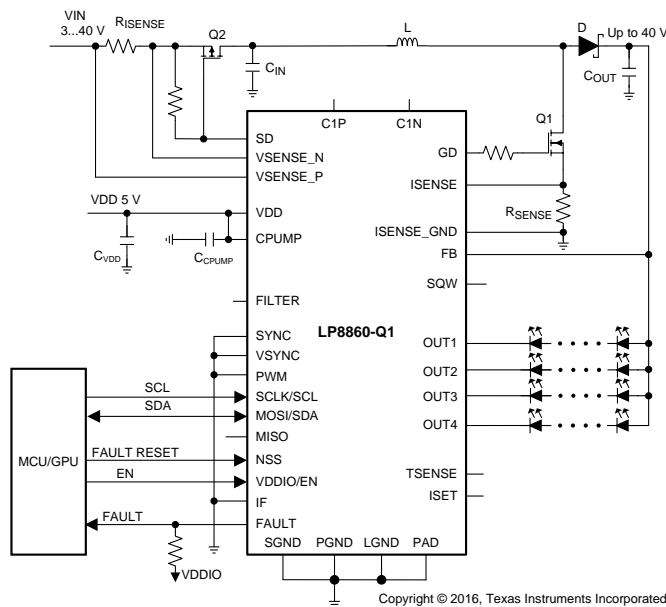 VIN
3...40 V
RISENSE
Q2
CIN
L
D
Up to 40 V
COUT
C1P
C1N
Q1
SD
VSENSE_N
VSENSE_P
GD
ISENSE
RSENSE
VDD 5 V
VDD
CPUMP
CVDD
CCPUMP
ISENSE_GND
FB
SQW
FILTER
LP8860-Q1
SYNC
VSYNC
PWM
OUT1
OUT2
OUT3
OUT4
MCU/GPU
SCL
SCLK/SCL
SDA
MOSI/SDA
MISO
FAULT RESET
NSS
EN
VDDIO/EN
TSENSE
ISET
IF
FAULT
FAULT
VDDIO
SGND
PGND
LGND
PAD
Copyright © 2016, Texas Instruments Incorporated